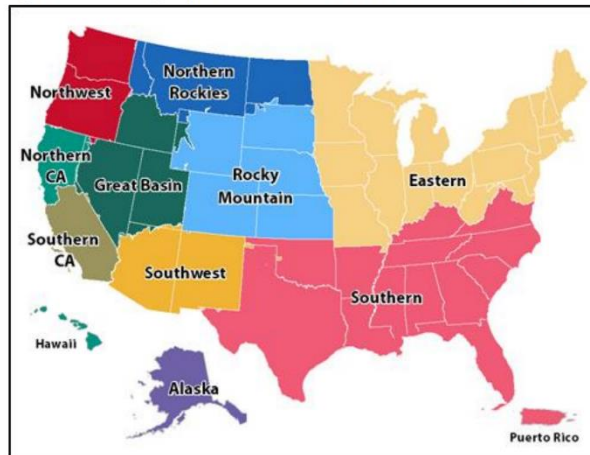 Northwest
Northern
Rockies
Northern
CA
Great Basin
Rocky
Mountain
Eastern
Southern
CA
Southwest
Southern
Hawaii
Alaska
Puerto Rico